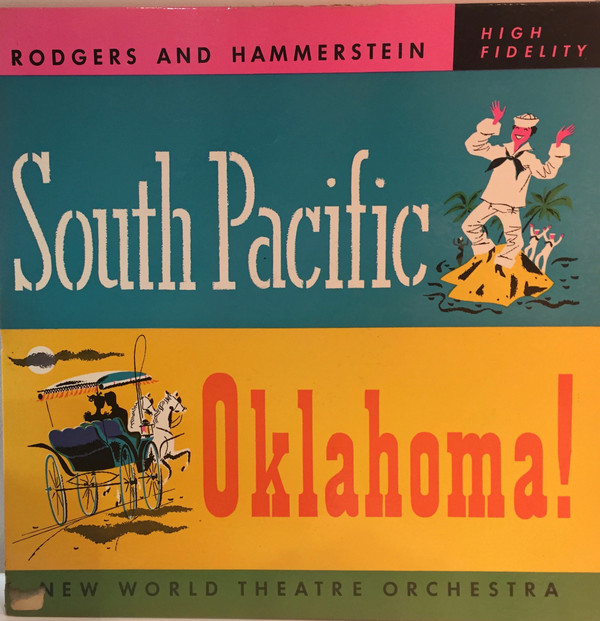 RODGERS AND HAMMERSTEIN
HIGH
FIDELITY
South Pacific
Oklahoma!
NEW WORLD THEATRE ORCHESTRA